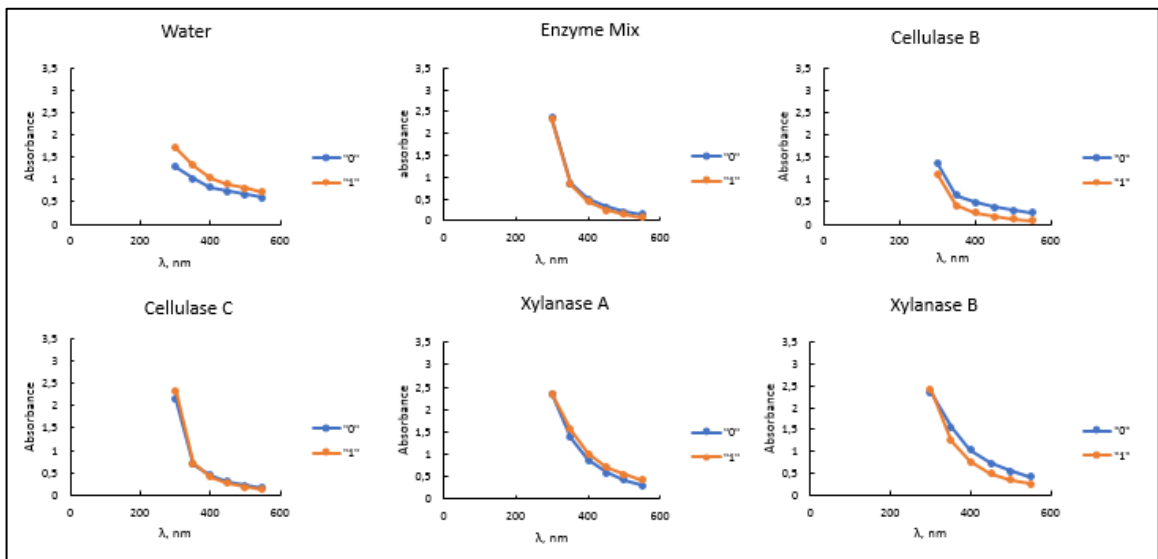 Water
3,5
3
2,5
2
1,5
1
0,5
0
0 200 400 600
Absorbance
λ, nm
"0"
"1"
Enzyme Mix
3,5
3
2,5
2
1,5
1
0,5
0
0 200 400 600
absorbance
λ, nm
"0"
"1"
Cellulase B
3,5
3
2,5
2
1,5
1
0,5
0
0 200 400 600
Absorbance
λ, nm
"0"
"1"
Cellulase C
3,5
3
2,5
2
1,5
1
0,5
0
0 200 400 600
Absorbance
λ, nm
"0"
"1"
Xylanase A
3,5
3
2,5
2
1,5
1
0,5
0
0 200 400 600
Absorbance
λ, nm
"0"
"1"
Xylanase B
3,5
3
2,5
2
1,5
1
0,5
0
0 200 400 600
Absorbance
λ, nm
"0"
"1"